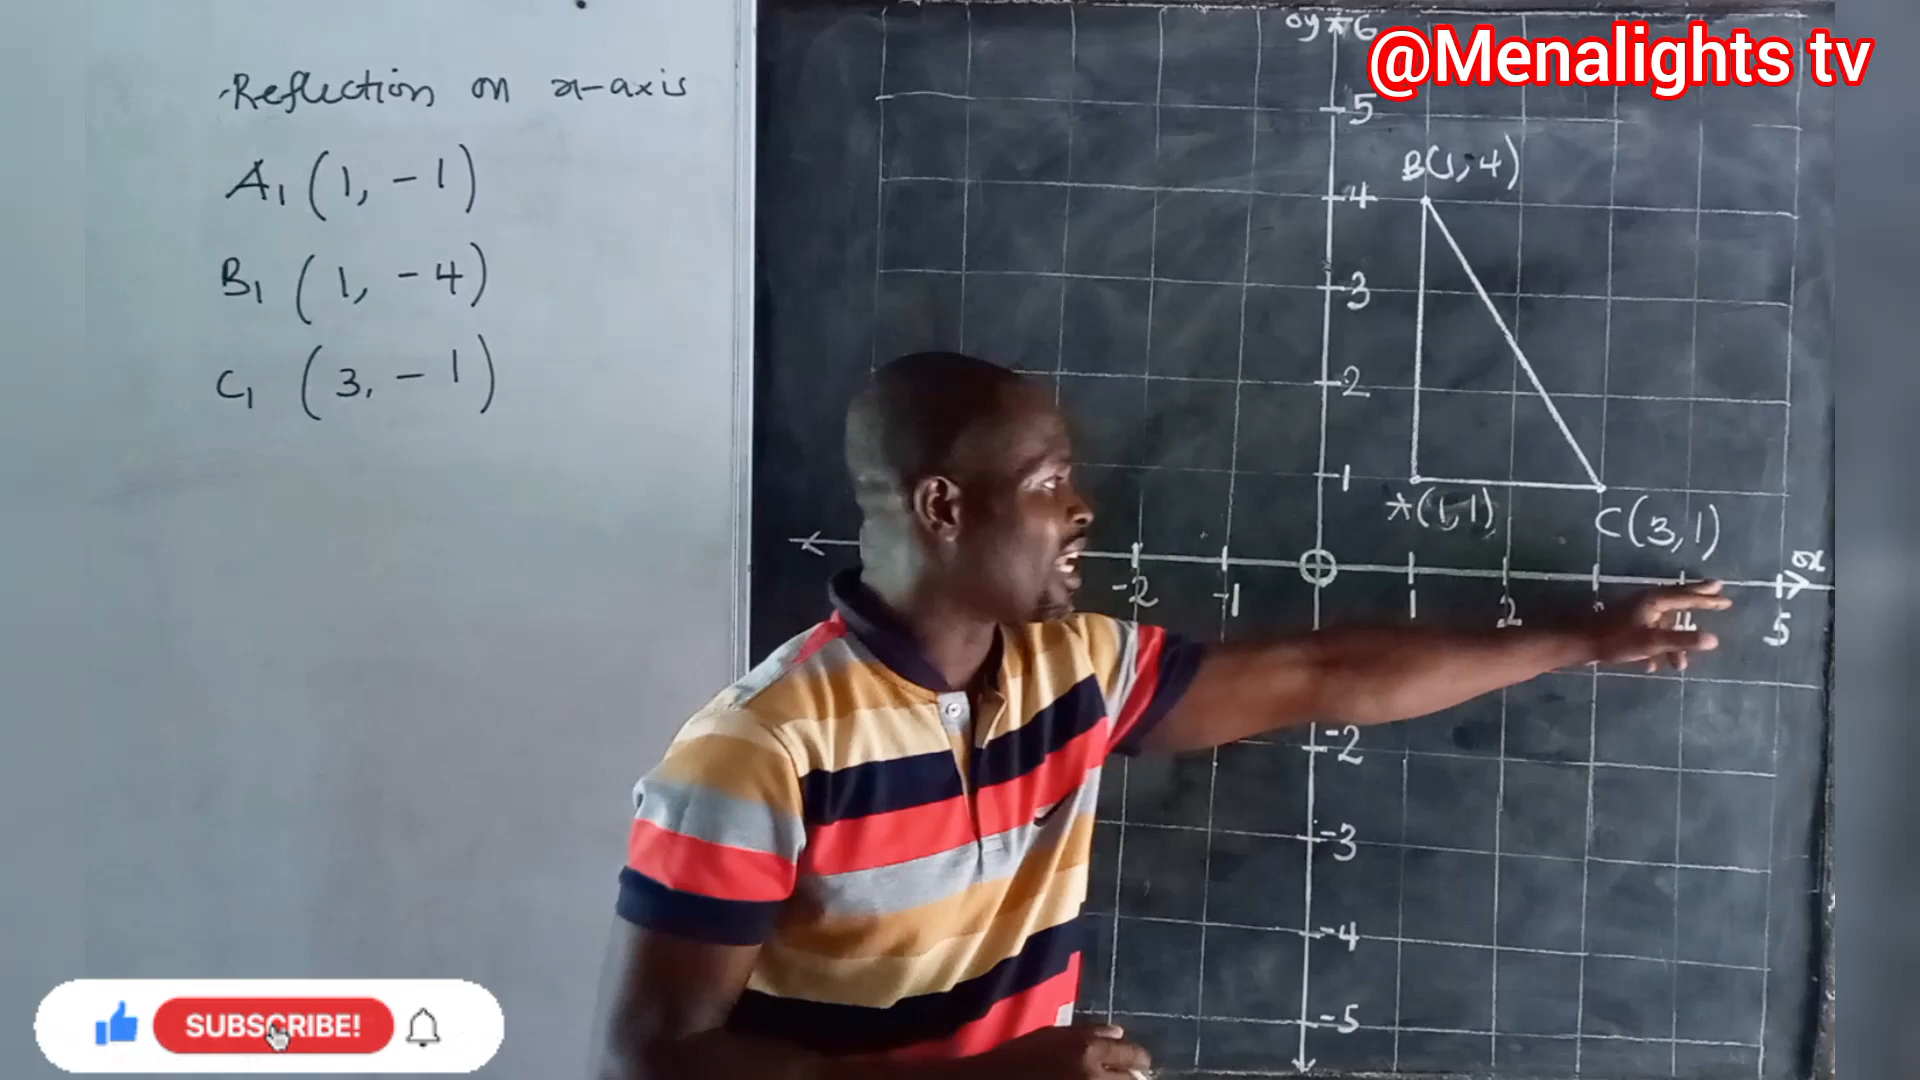 Reflection on x-axis
A1 (1, -1)
B1 (1, -4)
C1 (3, -1)
@Menalights tv
oy 6
5
B(1,4)
4
3
2
1
A(1,1)
C(3,1)
ox
-2 -1 1 2 4 5
-2
-3
-4
-5
SUBSCRIBE!